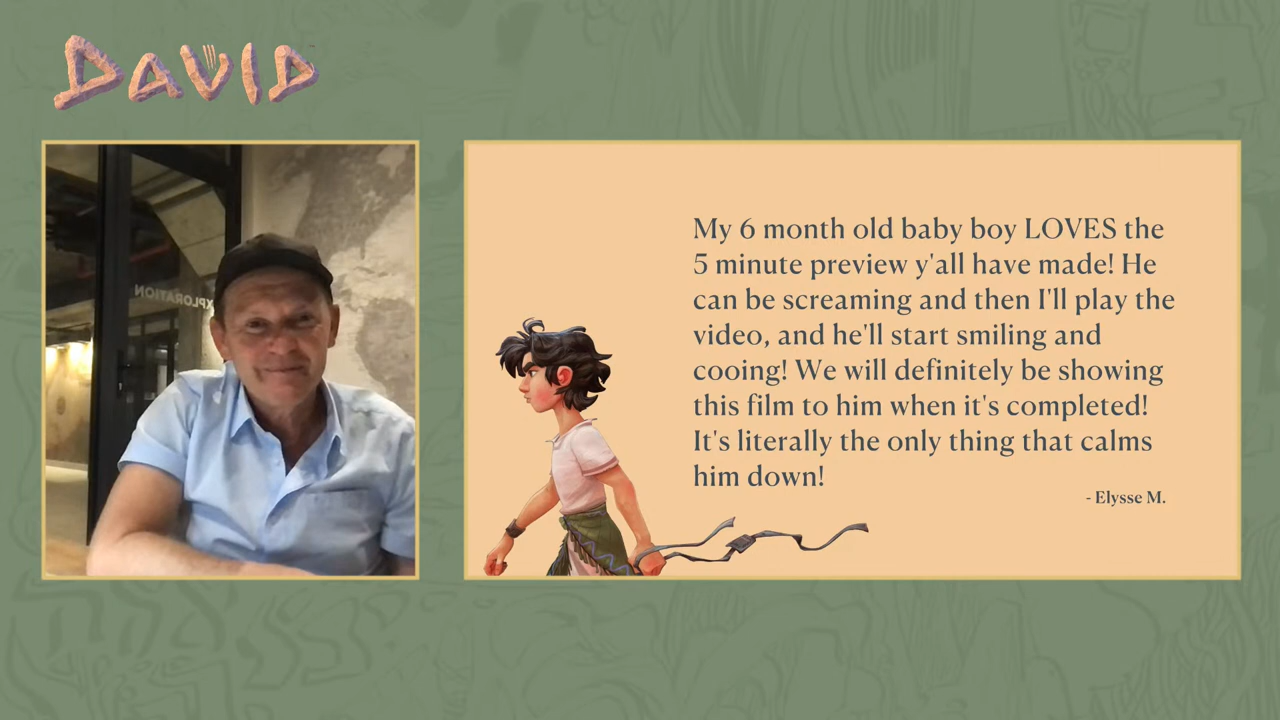 DAVID
XPLORATION
My 6 month old baby boy LOVES the
5 minute preview y'all have made! He
can be screaming and then I'll play the
video, and he'll start smiling and
cooing! We will definitely be showing
this film to him when it's completed!
It's literally the only thing that calms
him down!
- Elysse M.